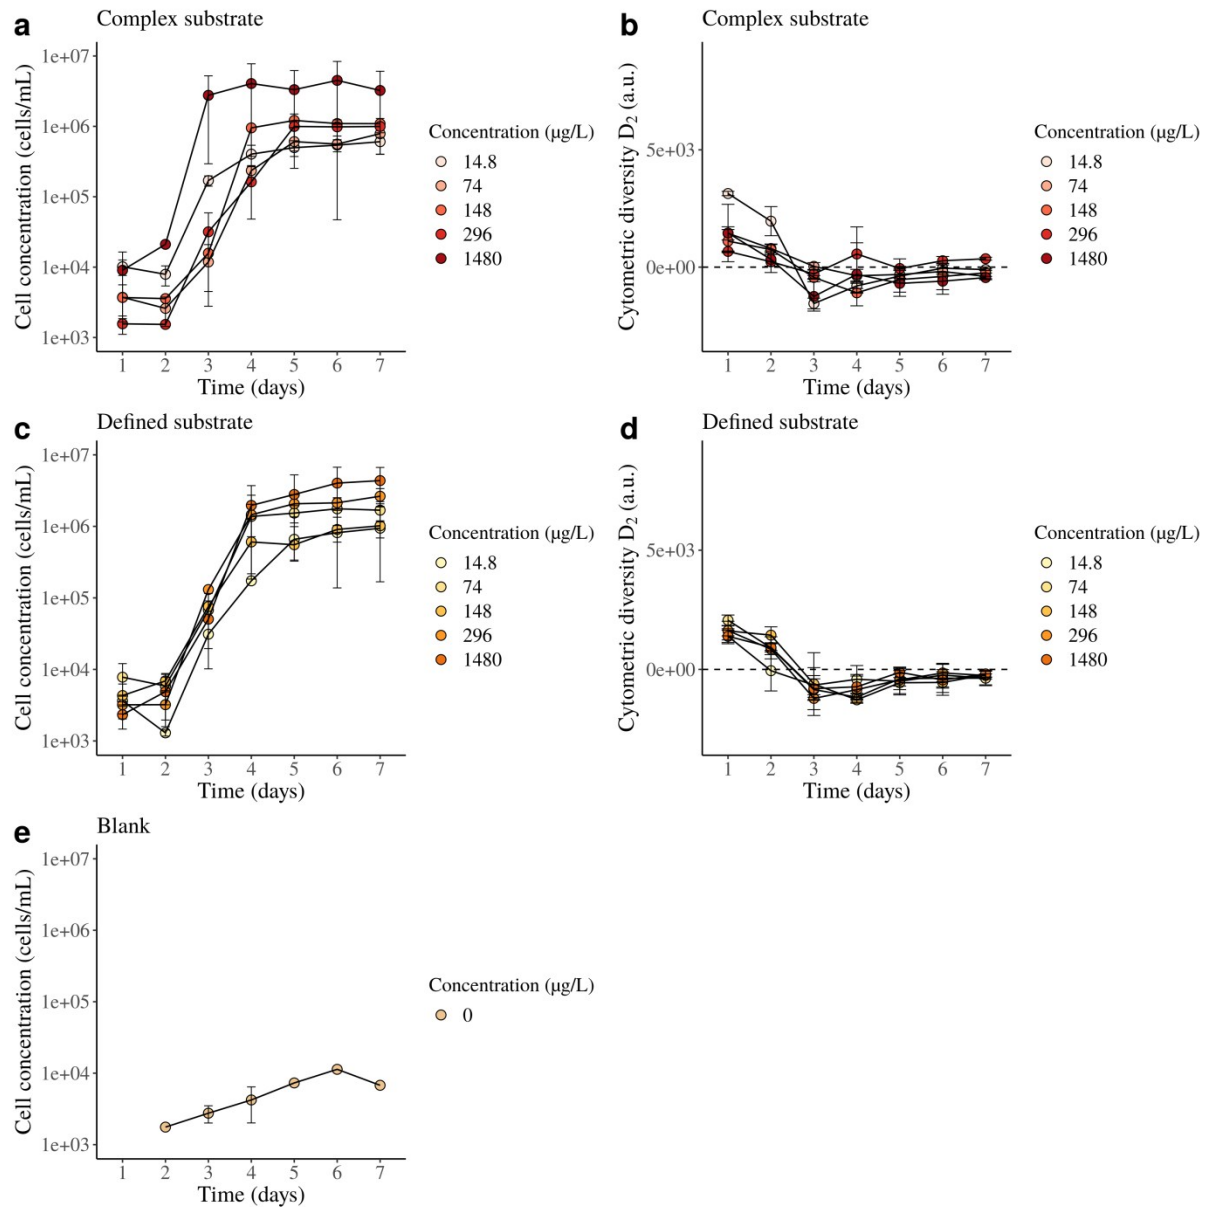 a
Complex substrate
Cell concentration (cells/mL)
1e+07
1e+06
1e+05
1e+04
1e+03
1 2 3 4 5 6 7
Time (days)
Concentration (µg/L)
14.8
74
148
296
1480
b
Complex substrate
Cytometric diversity D₂ (a.u.)
5e+03
0e+00
1 2 3 4 5 6 7
Time (days)
Concentration (µg/L)
14.8
74
148
296
1480
c
Defined substrate
Cell concentration (cells/mL)
1e+07
1e+06
1e+05
1e+04
1e+03
1 2 3 4 5 6 7
Time (days)
Concentration (µg/L)
14.8
74
148
296
1480
d
Defined substrate
Cytometric diversity D₂ (a.u.)
5e+03
0e+00
1 2 3 4 5 6 7
Time (days)
Concentration (µg/L)
14.8
74
148
296
1480
e
Blank
Cell concentration (cells/mL)
1e+07
1e+06
1e+05
1e+04
1e+03
1 2 3 4 5 6 7
Time (days)
Concentration (µg/L)
0